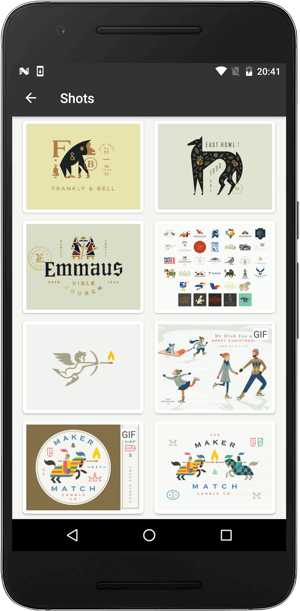 20:41
Shots
F
&
B
FRANKLY & BELL
EAST HOWL
Emmaus
BIBLE
CHURCH
We Wish You a
MERRY CHRISTMAS
GIF
GIF
MAKER
&
MATCH
CANDLE CO.
THE
MAKER
&
MATCH
CANDLE CO.